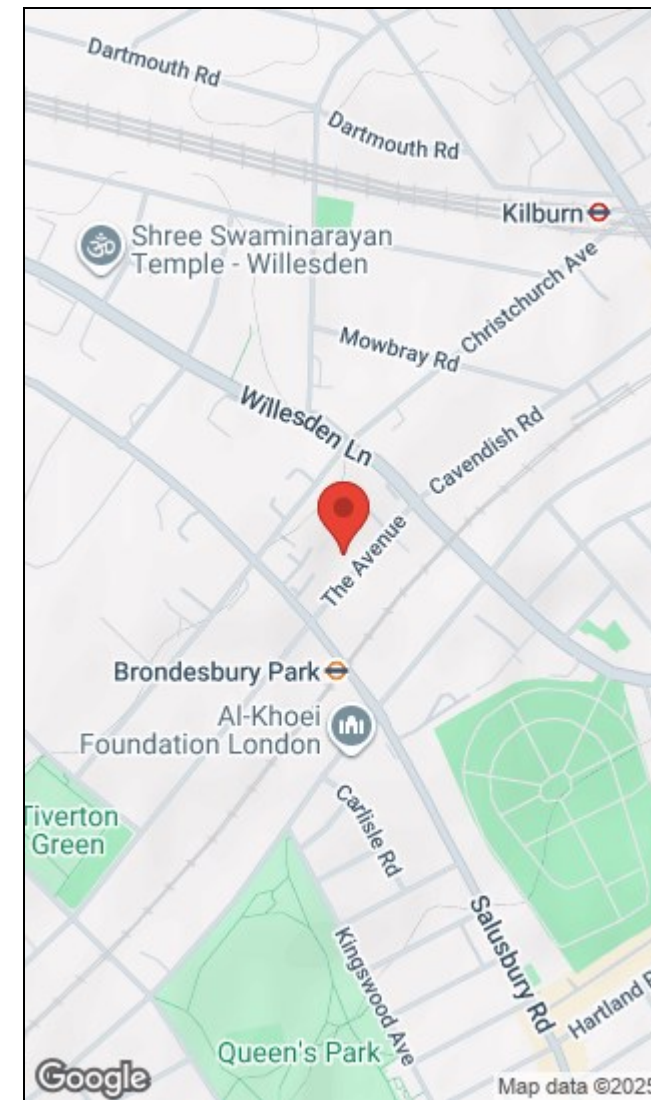 Dartmouth Rd
Dartmouth Rd
Kilburn
Shree Swaminarayan
Temple - Willesden
Christchurch Ave
Mowbray Rd
Willesden Ln
Cavendish Rd
The Avenue
Brondesbury Park
Al-Khoei
Foundation London
Tiverton
Green
Carlisle Rd
Salusbury Rd
Kingswood Ave
Hartland R
Queen's Park
Google
Map data ©2025